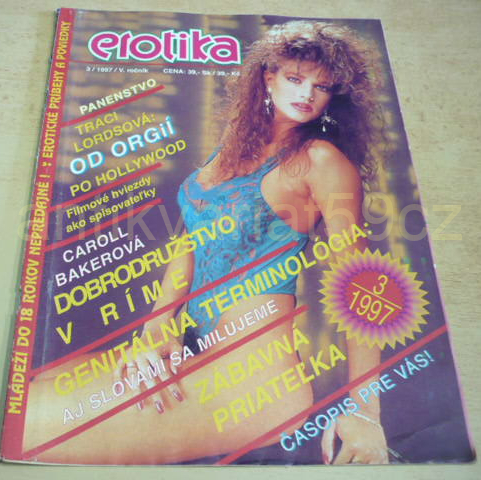 erotika
3 / 1997 / V. ročník CENA: 39,- Sk / 39,- Kč
MLÁDEŽI DO 18 ROKOV NEPREDAJNÉ ! EROTICKÉ PRÍBEHY A POVIEDKY
PANENSTVO
TRACI
LORDSOVÁ:
OD ORGIÍ
PO HOLLYWOOD
Filmové hviezdy
ako spisovateľky
CAROLL
BAKEROVÁ
DOBRODRUŽSTVO
V RÍME
GENITÁLNA TERMINOLÓGIA:
AJ SLOVAMI SA MILUJEME
ZÁBAVNÁ
PRIATEĽKA
3
1997
ČASOPIS PRE VÁS!